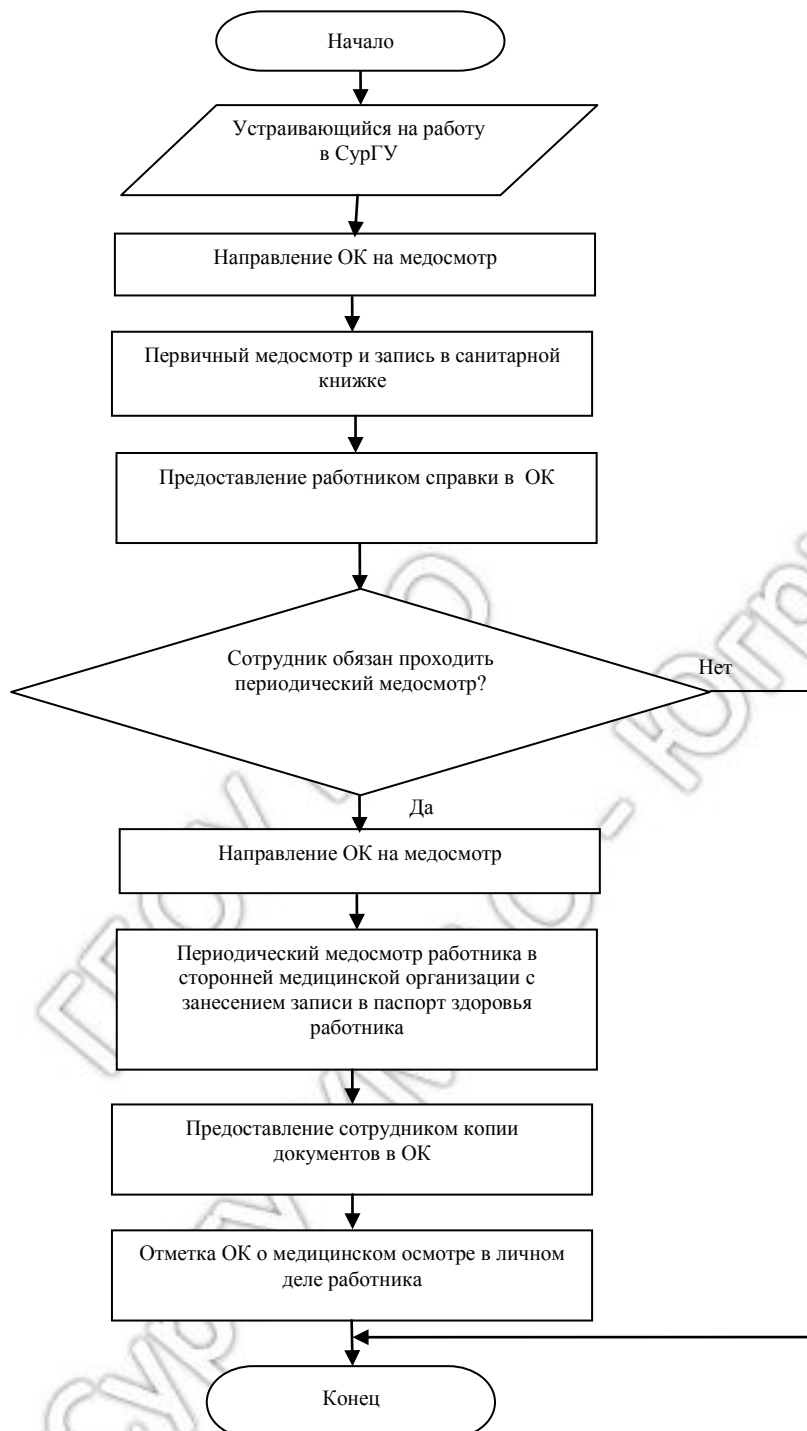 Начало
Устраивающийся на работу
в СурГУ
Направление ОК на медосмотр
Первичный медосмотр и запись в санитарной
книжке
Предоставление работником справки в ОК
Сотрудник обязан проходить
периодический медосмотр?
Нет
Да
Направление ОК на медосмотр
Периодический медосмотр работника в
сторонней медицинской организации с
занесением записи в паспорт здоровья
работника
Предоставление сотрудником копии
документов в ОК
Отметка ОК о медицинском осмотре в личном
деле работника
Конец